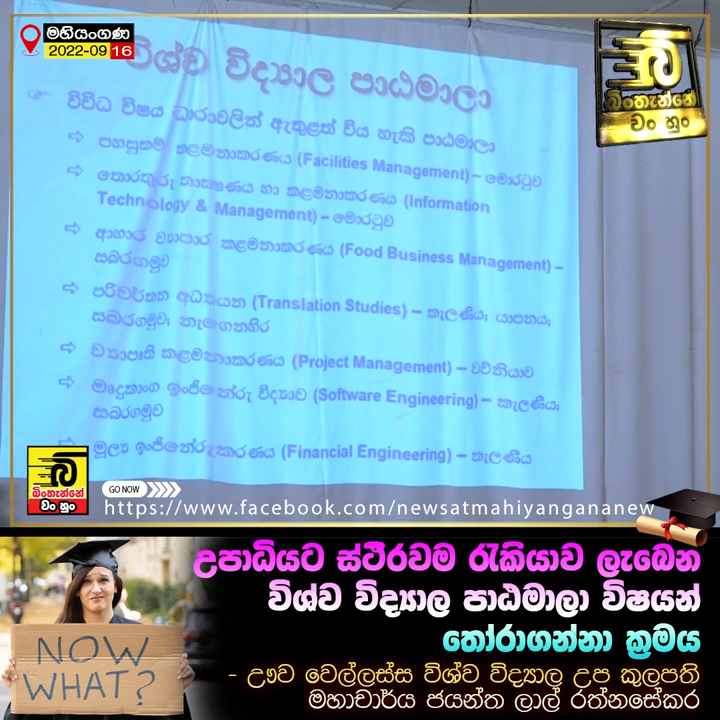 මහියංගණ
2022-09 16
බිංතැන්නේ
වං හුං
විශ්ව විද්‍යාල පාඨමාලා
විවිධ විෂය ධාරාවලින් ඇතුළත් විය හැකි පාඨමාලා
පහසුකම් කළමනාකරණය (Facilities Management) – මොරටුව
තොරතුරු තාක්ෂණය හා කළමනාකරණය (Information
Technology & Management) – මොරටුව
ආහාර ව්‍යාපාර කළමනාකරණය (Food Business Management) –
සබරගමුව
පරිවර්තන අධ්‍යයන (Translation Studies) – කැලණිය; යාපනය;
සබරගමුව; නැගෙනහිර
ව්‍යාපෘති කළමනාකරණය (Project Management) – වව්නියාව
මෘදුකාංග ඉංජිනේරු විද්‍යාව (Software Engineering) – කැලණිය;
සබරගමුව
මූල්‍ය ඉංජිනේරුකරණය (Financial Engineering) – කැලණිය
බිංතැන්නේ
වං හුං
GO NOW
https://www.facebook.com/newsatmahiyangananew
උපාධියට ස්ථිරවම රැකියාව ලැබෙන
විශ්ව විද්‍යාල පාඨමාලා විෂයන්
තෝරාගන්නා ක්‍රමය
- ඌව වෙල්ලස්ස විශ්ව විද්‍යාල උප කුලපති
මහාචාර්ය ජයන්ත ලාල් රත්නසේකර
NOW
WHAT?